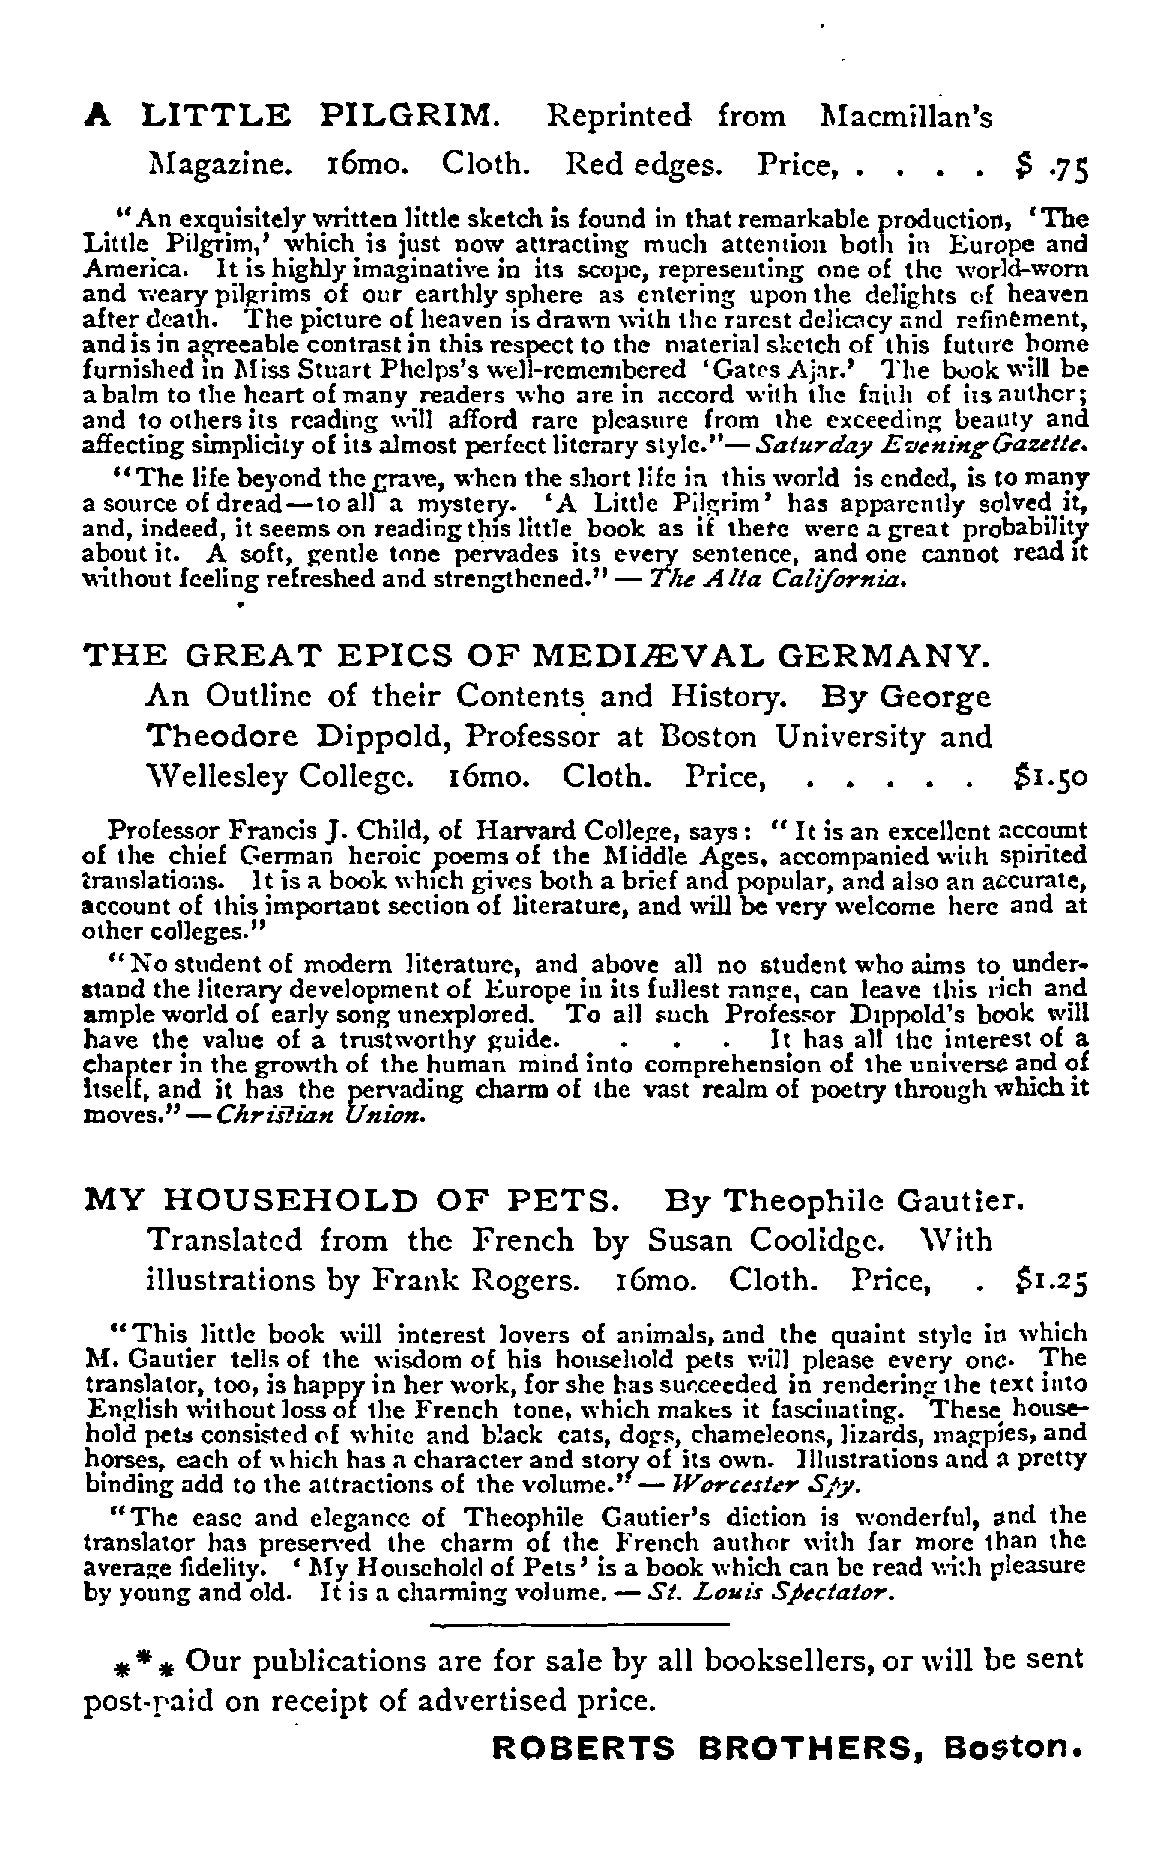 A LITTLE PILGRIM. Reprinted from Macmillan's
Magazine. 16mo. Cloth. Red edges. Price, . . . . $ .75
"An exquisitely written little sketch is found in that remarkable production, 'The
Little Pilgrim,' which is just now attracting much attention both in Europe and
America. It is highly imaginative in its scope, representing one of the world-worn
and weary pilgrims of our earthly sphere as entering upon the delights of heaven
after death. The picture of heaven is drawn with the rarest delicacy and refinement,
and is in agreeable contrast in this respect to the material sketch of this future home
furnished in Miss Stuart Phelps's well-remembered 'Gates Ajar.' The book will be
a balm to the heart of many readers who are in accord with the faith of its author;
and to others its reading will afford rare pleasure from the exceeding beauty and
affecting simplicity of its almost perfect literary style."—Saturday Evening Gazette.
"The life beyond the grave, when the short life in this world is ended, is to many
a source of dread—to all a mystery. 'A Little Pilgrim' has apparently solved it,
and, indeed, it seems on reading this little book as if there were a great probability
about it. A soft, gentle tone pervades its every sentence, and one cannot read it
without feeling refreshed and strengthened." — The Alta California.
THE GREAT EPICS OF MEDIÆVAL GERMANY.
An Outline of their Contents and History. By George
Theodore Dippold, Professor at Boston University and
Wellesley College. 16mo. Cloth. Price, . . . . . $1.50
Professor Francis J. Child, of Harvard College, says: "It is an excellent account
of the chief German heroic poems of the Middle Ages, accompanied with spirited
translations. It is a book which gives both a brief and popular, and also an accurate,
account of this important section of literature, and will be very welcome here and at
other colleges."
"No student of modern literature, and above all no student who aims to under-
stand the literary development of Europe in its fullest range, can leave this rich and
ample world of early song unexplored. To all such Professor Dippold's book will
have the value of a trustworthy guide. . . . It has all the interest of a
chapter in the growth of the human mind into comprehension of the universe and of
itself, and it has the pervading charm of the vast realm of poetry through which it
moves." — Christian Union.
MY HOUSEHOLD OF PETS. By Theophile Gautier.
Translated from the French by Susan Coolidge. With
illustrations by Frank Rogers. 16mo. Cloth. Price, . $1.25
"This little book will interest lovers of animals, and the quaint style in which
M. Gautier tells of the wisdom of his household pets will please every one. The
translator, too, is happy in her work, for she has succeeded in rendering the text into
English without loss of the French tone, which makes it fascinating. These house-
hold pets consisted of white and black cats, dogs, chameleons, lizards, magpies, and
horses, each of which has a character and story of its own. Illustrations and a pretty
binding add to the attractions of the volume." — Worcester Spy.
"The ease and elegance of Theophile Gautier's diction is wonderful, and the
translator has preserved the charm of the French author with far more than the
average fidelity. 'My Household of Pets' is a book which can be read with pleasure
by young and old. It is a charming volume. — St. Louis Spectator.
*** Our publications are for sale by all booksellers, or will be sent
post-paid on receipt of advertised price.
ROBERTS BROTHERS, Boston.